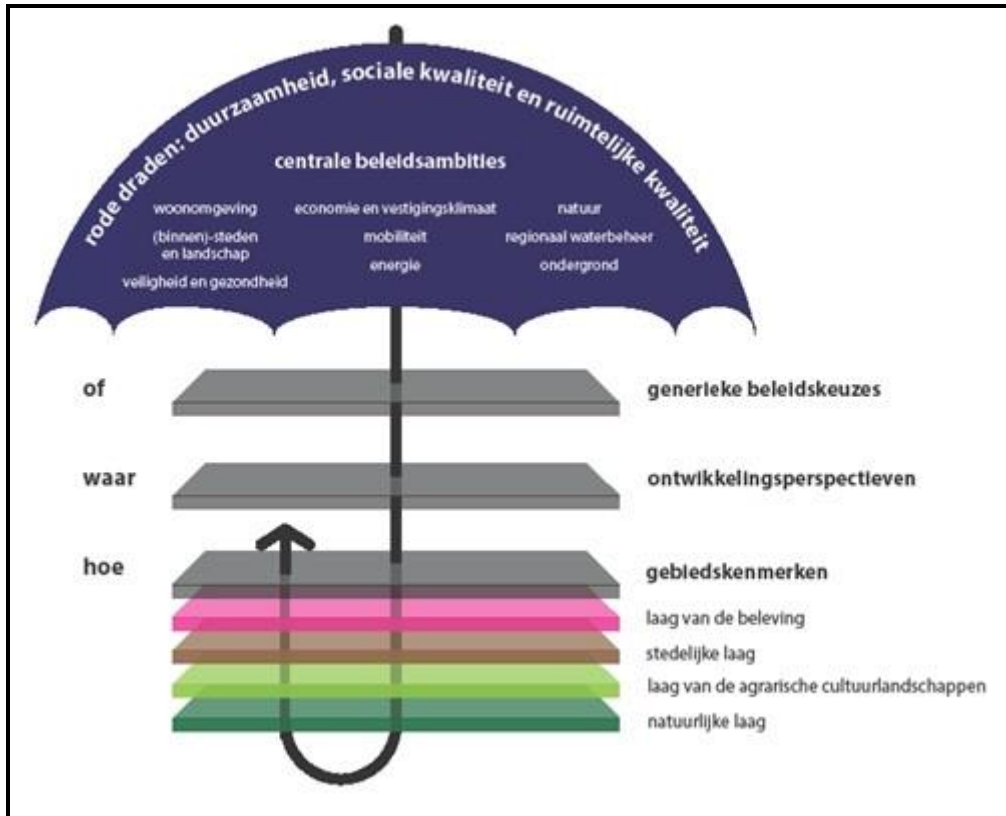 rode draden: duurzaamheid, sociale kwaliteit en ruimtelijke kwaliteit
centrale beleidsambities
woonomgeving
(binnen)-steden
en landschap
veiligheid en gezondheid
economie en vestigingsklimaat
mobiliteit
energie
natuur
regionaal waterbeheer
ondergrond
of
generieke beleidskeuzes
waar
ontwikkelingsperspectieven
hoe
gebiedskenmerken
laag van de beleving
stedelijke laag
laag van de agrarische cultuurlandschappen
natuurlijke laag